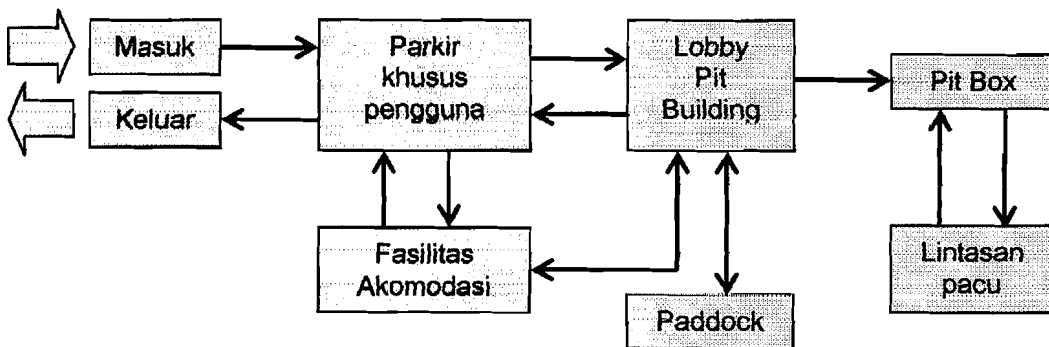 Masuk
Keluar
Parkir
khusus
pengguna
Lobby
Pit
Building
Pit Box
Fasilitas
Akomodasi
Paddock
Lintasan
pacu